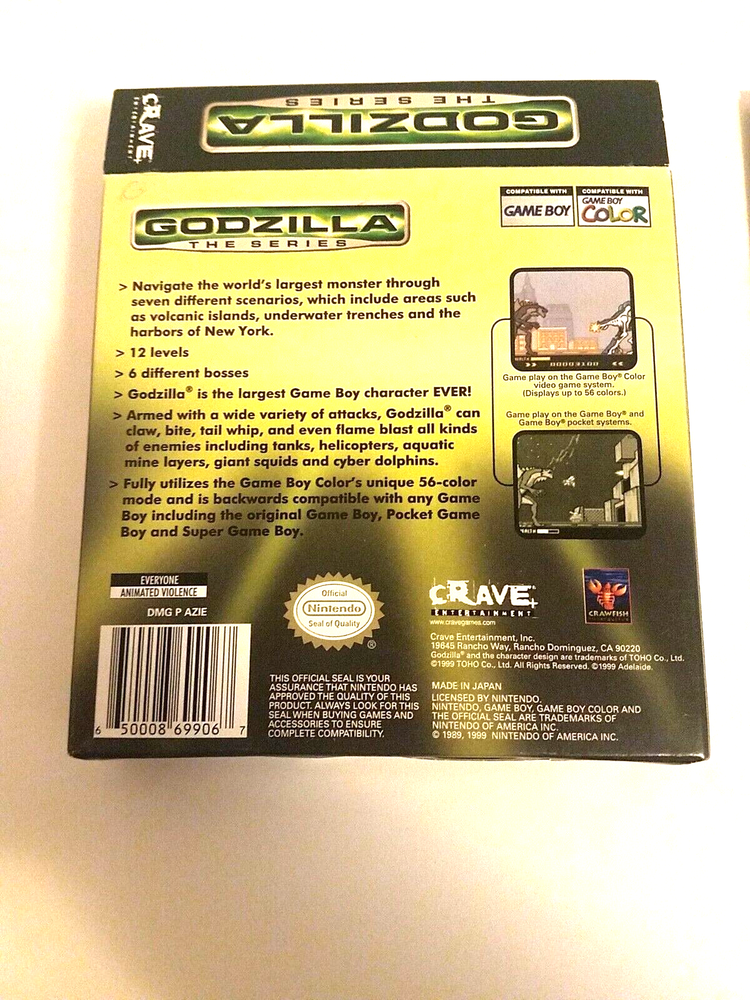 CRAVE
ENTERTAINMENT
GODZILLA
THE SERIES
COMPATIBLE WITH
GAME BOY
COMPATIBLE WITH
GAME BOY
COLOR
GODZILLA
THE SERIES
> Navigate the world's largest monster through
seven different scenarios, which include areas such
as volcanic islands, underwater trenches and the
harbors of New York.
> 12 levels
> 6 different bosses
> Godzilla® is the largest Game Boy character EVER!
> Armed with a wide variety of attacks, Godzilla® can
claw, bite, tail whip, and even flame blast all kinds
of enemies including tanks, helicopters, aquatic
mine layers, giant squids and cyber dolphins.
> Fully utilizes the Game Boy Color's unique 56-color
mode and is backwards compatible with any Game
Boy including the original Game Boy, Pocket Game
Boy and Super Game Boy.
HEALTH
00003100
Game play on the Game Boy® Color
video game system.
(Displays up to 56 colors.)
Game play on the Game Boy® and
Game Boy® pocket systems.
HEALTH
EVERYONE
ANIMATED VIOLENCE
DMG P AZIE
6 50008 69906 7
Official
Nintendo
Seal of Quality
®
THIS OFFICIAL SEAL IS YOUR
ASSURANCE THAT NINTENDO HAS
APPROVED THE QUALITY OF THIS
PRODUCT. ALWAYS LOOK FOR THIS
SEAL WHEN BUYING GAMES AND
ACCESSORIES TO ENSURE
COMPLETE COMPATIBILITY.
CRAVE
ENTERTAINMENT
www.cravegames.com
CRAWFISH
Crave Entertainment, Inc.
19645 Rancho Way, Rancho Dominguez, CA 90220
Godzilla® and the character design are trademarks of TOHO Co., Ltd.
©1999 TOHO Co., Ltd. All Rights Reserved. ©1999 Adelaide.
MADE IN JAPAN
LICENSED BY NINTENDO,
NINTENDO, GAME BOY, GAME BOY COLOR AND
THE OFFICIAL SEAL ARE TRADEMARKS OF
NINTENDO OF AMERICA INC.
© 1989, 1999 NINTENDO OF AMERICA INC.